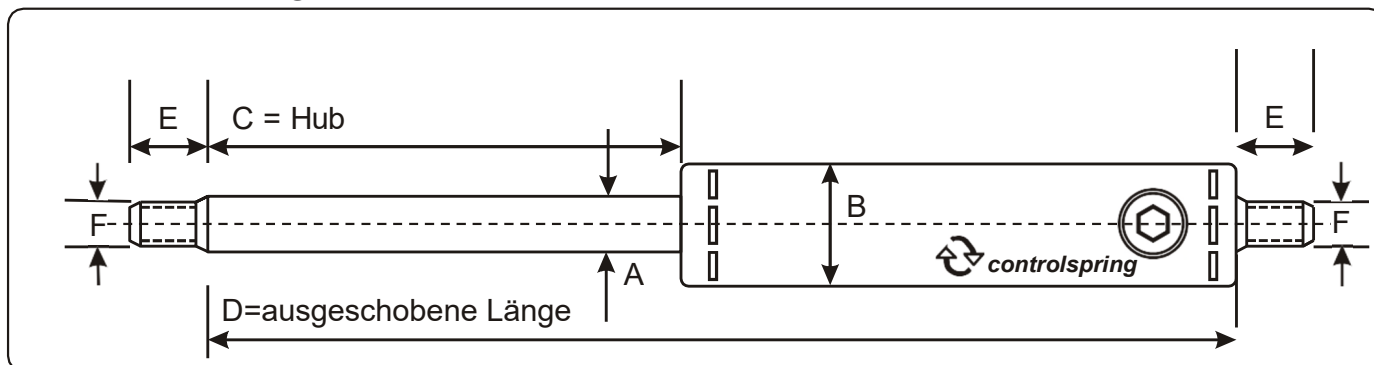 E
C = Hub
E
F
B
F
controlspring
A
D=ausgeschobene Länge